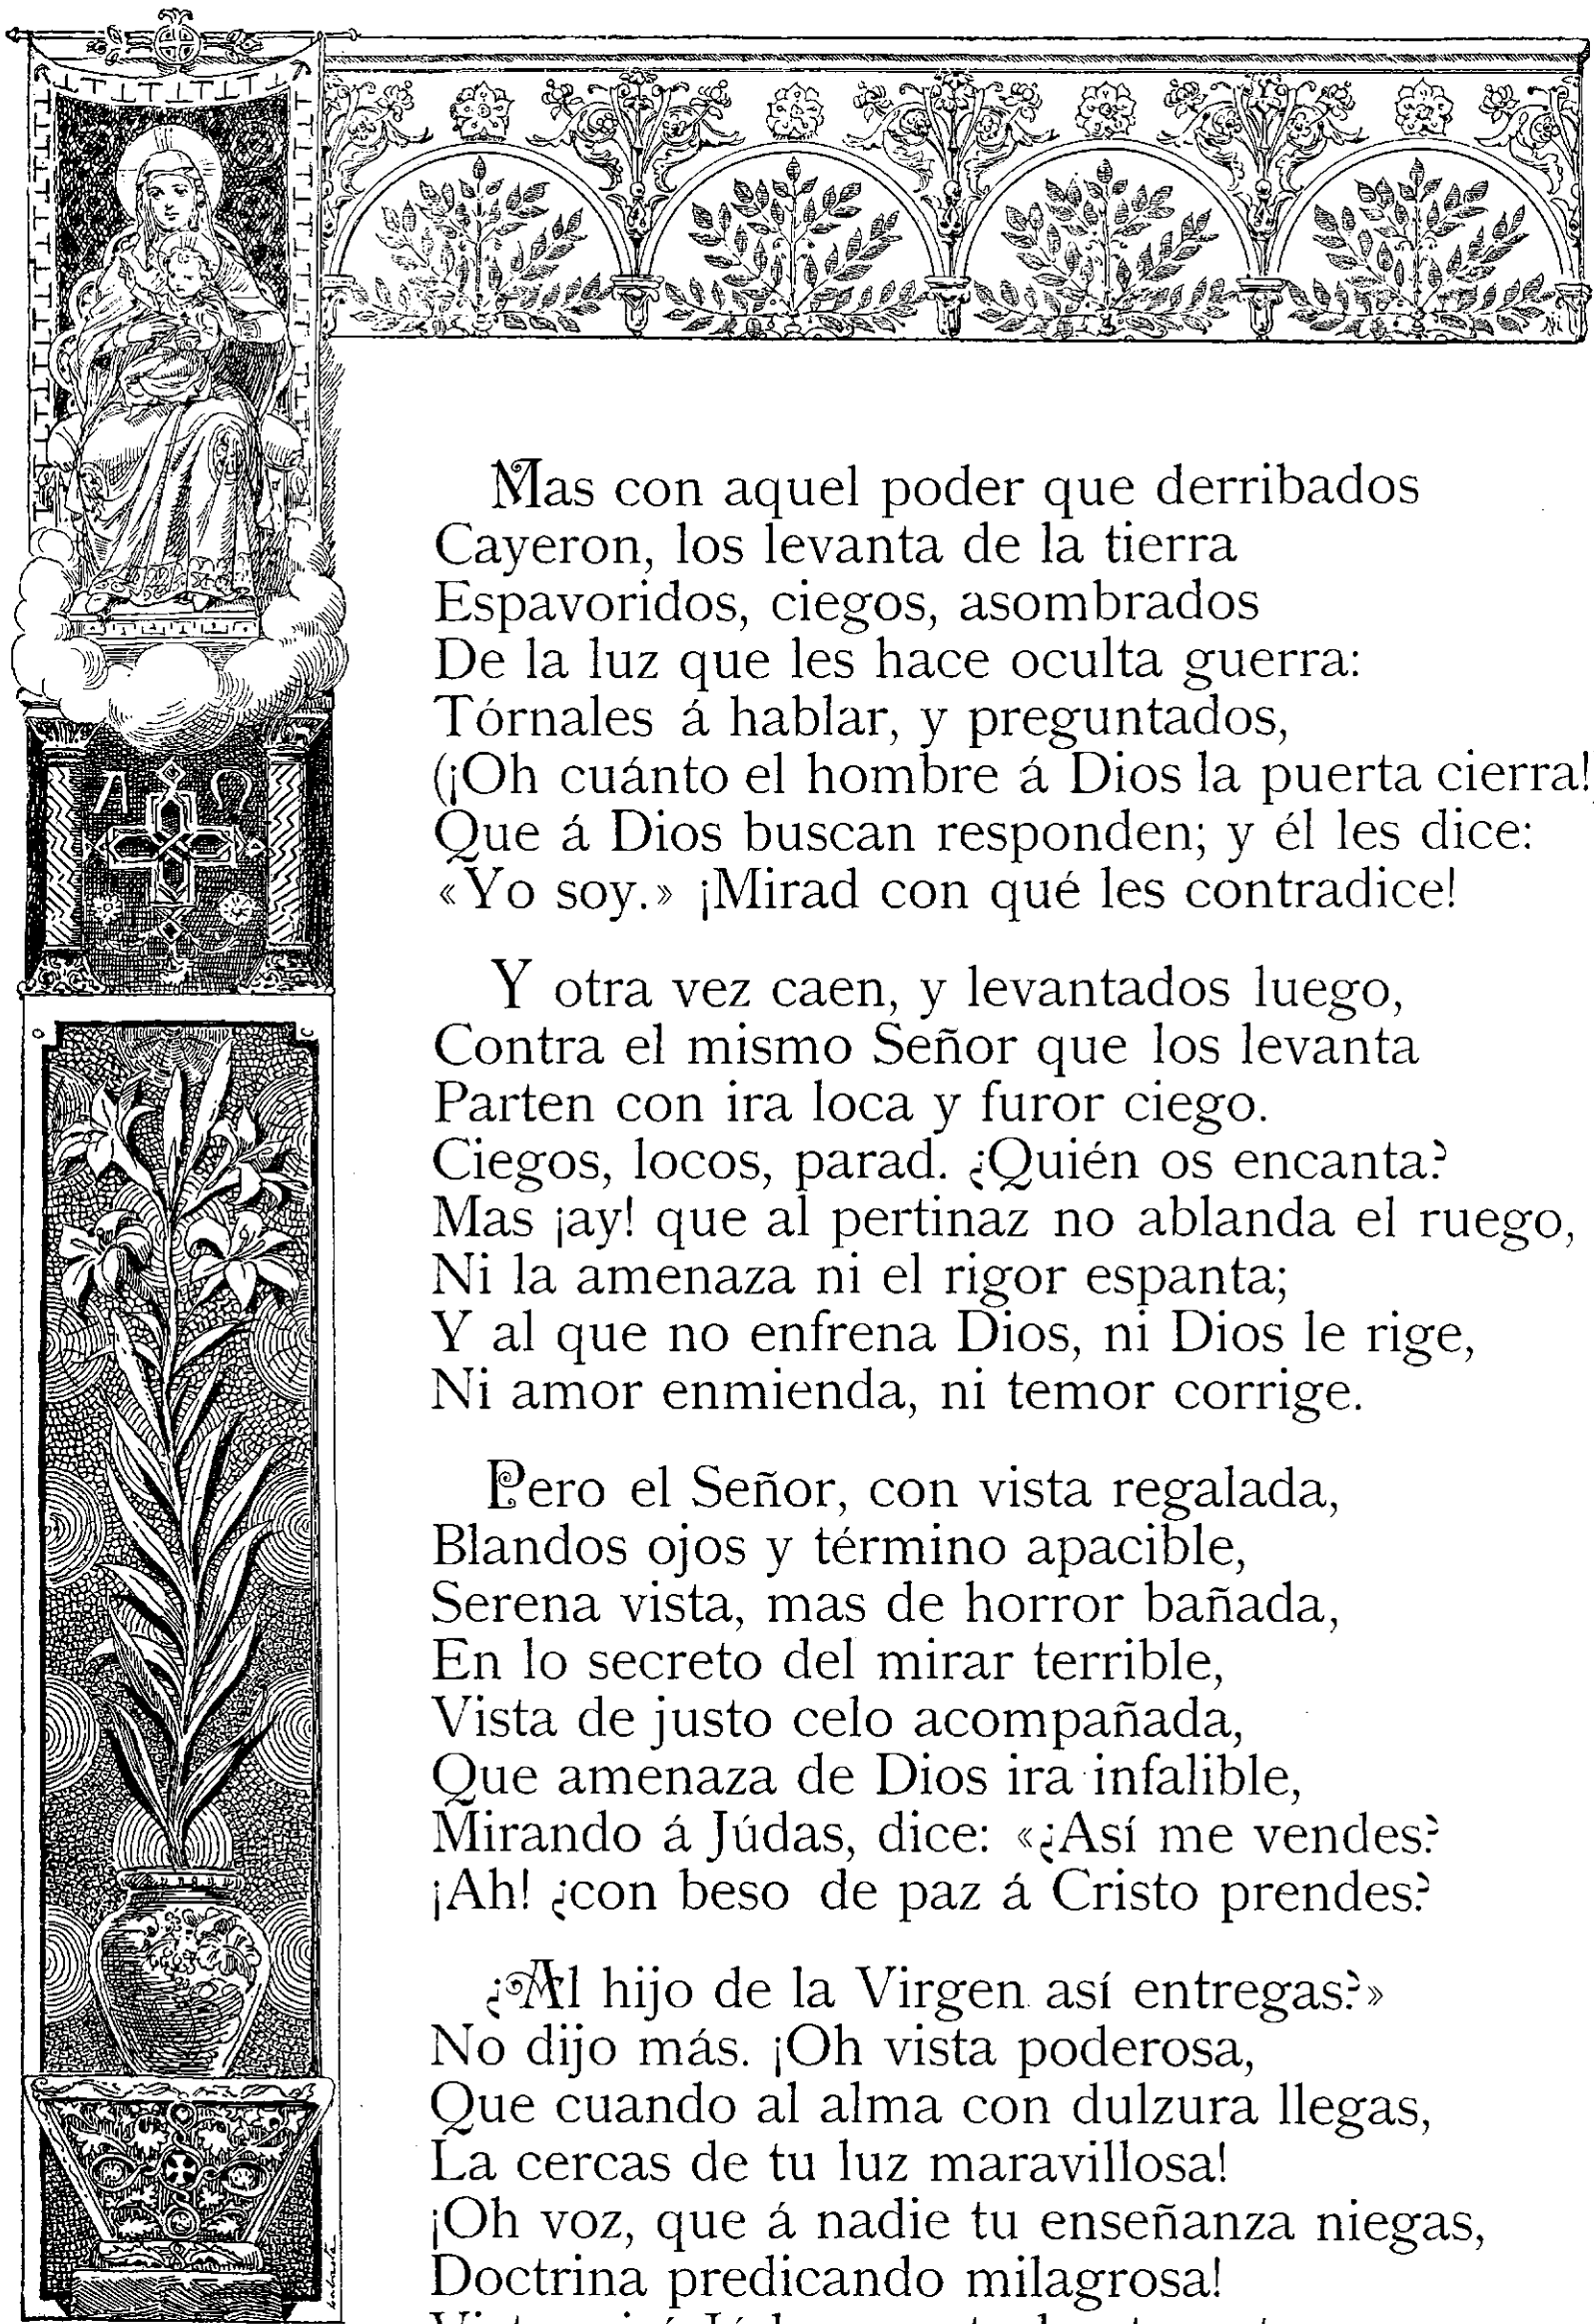 Α Ω
Mas con aquel poder que derribados
Cayeron, los levanta de la tierra
Espavoridos, ciegos, asombrados
De la luz que les hace oculta guerra:
Tórnales á hablar, y preguntados,
(¡Oh cuánto el hombre á Dios la puerta cierra!
Que á Dios buscan responden; y él les dice:
«Yo soy.» ¡Mirad con qué les contradice!
Y otra vez caen, y levantados luego,
Contra el mismo Señor que los levanta
Parten con ira loca y furor ciego.
Ciegos, locos, parad. ¿Quién os encanta?
Mas ¡ay! que al pertinaz no ablanda el ruego,
Ni la amenaza ni el rigor espanta;
Y al que no enfrena Dios, ni Dios le rige,
Ni amor enmienda, ni temor corrige.
Pero el Señor, con vista regalada,
Blandos ojos y término apacible,
Serena vista, mas de horror bañada,
En lo secreto del mirar terrible,
Vista de justo celo acompañada,
Que amenaza de Dios ira infalible,
Mirando á Júdas, dice: «¿Así me vendes?
¡Ah! ¿con beso de paz á Cristo prendes?
¿Al hijo de la Virgen así entregas?»
No dijo más. ¡Oh vista poderosa,
Que cuando al alma con dulzura llegas,
La cercas de tu luz maravillosa!
¡Oh voz, que á nadie tu enseñanza niegas,
Doctrina predicando milagrosa!